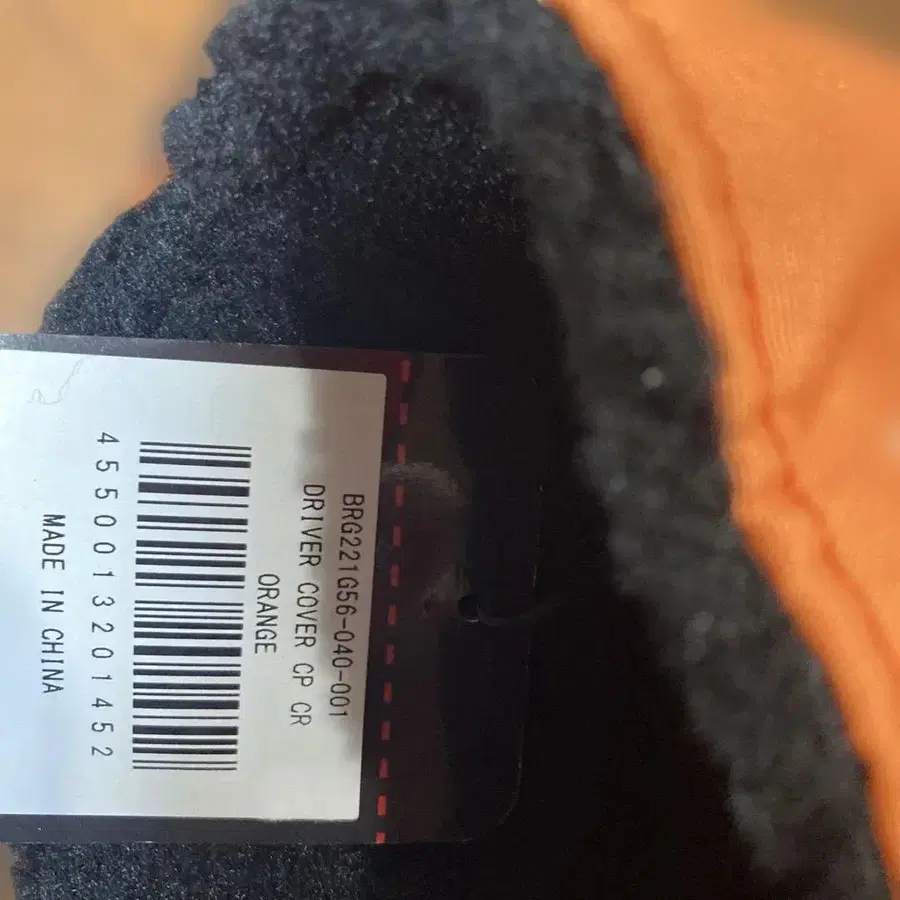 BRG221G56-040-001
DRIVER COVER CP CR
ORANGE
4550013201452
MADE IN CHINA